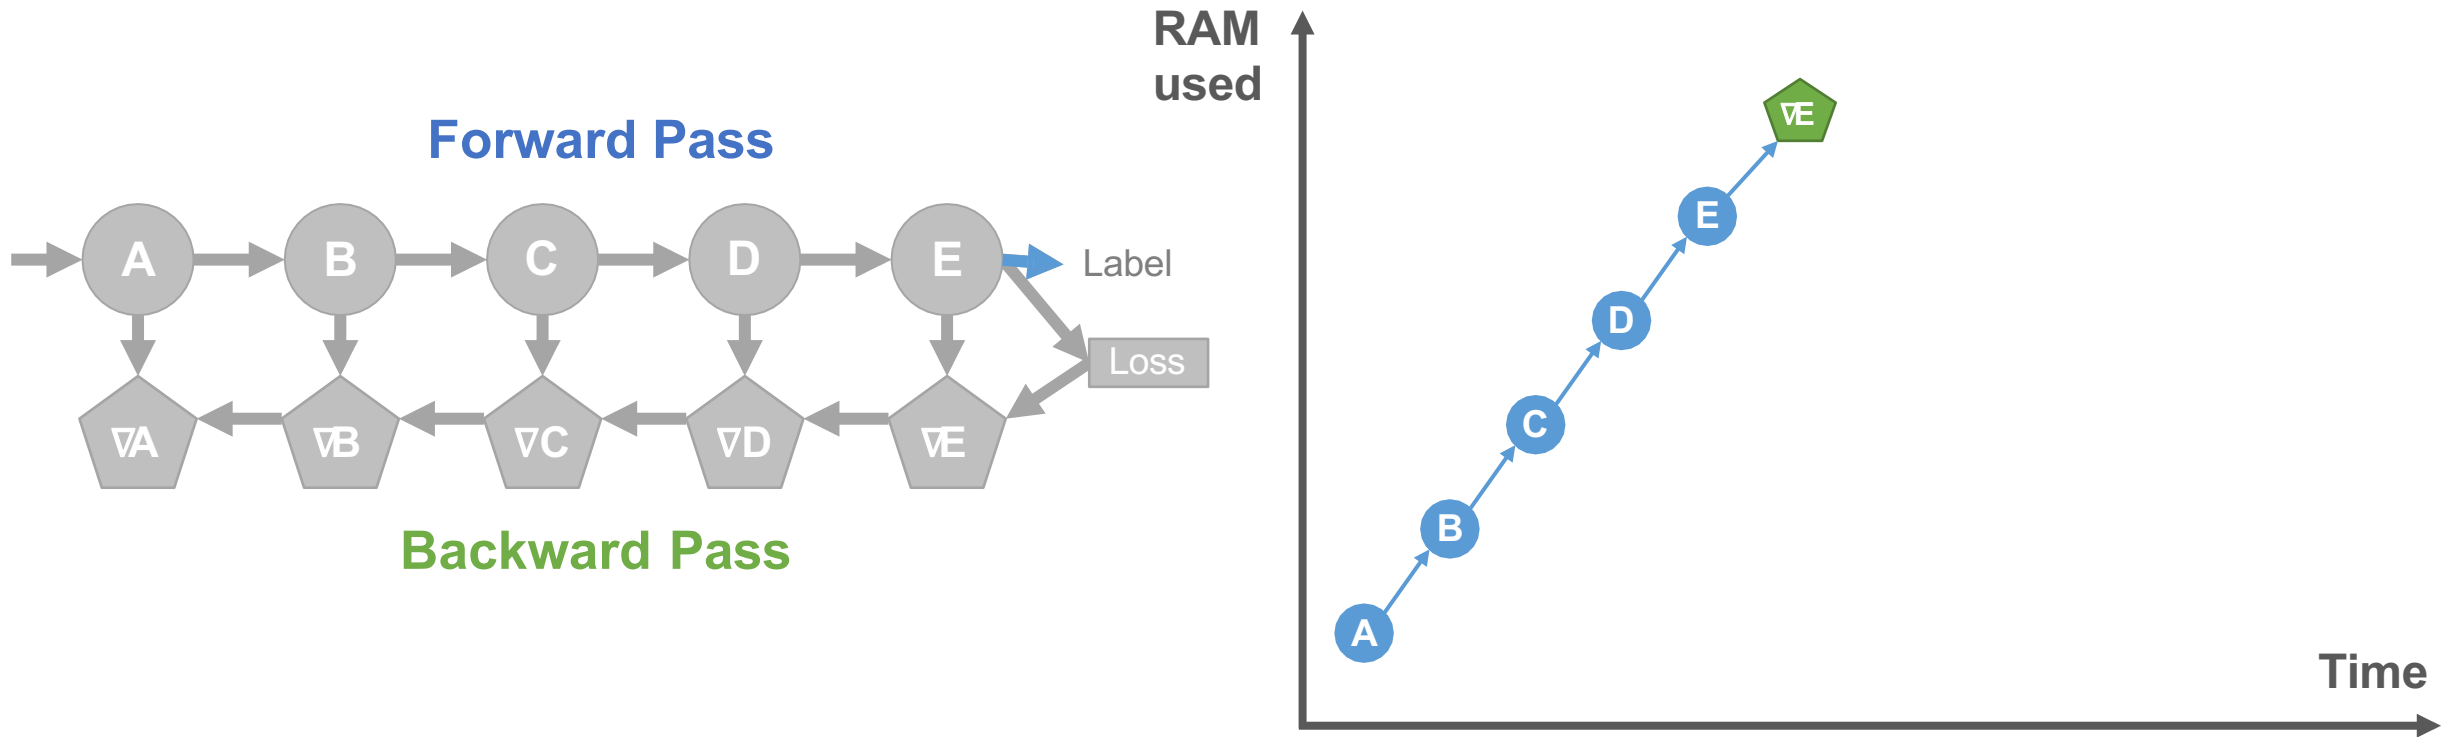 Forward Pass
A
B
C
D
E
Label
Loss
∇A
∇B
∇C
∇D
∇E
Backward Pass
RAM
used
∇E
E
D
C
B
A
Time